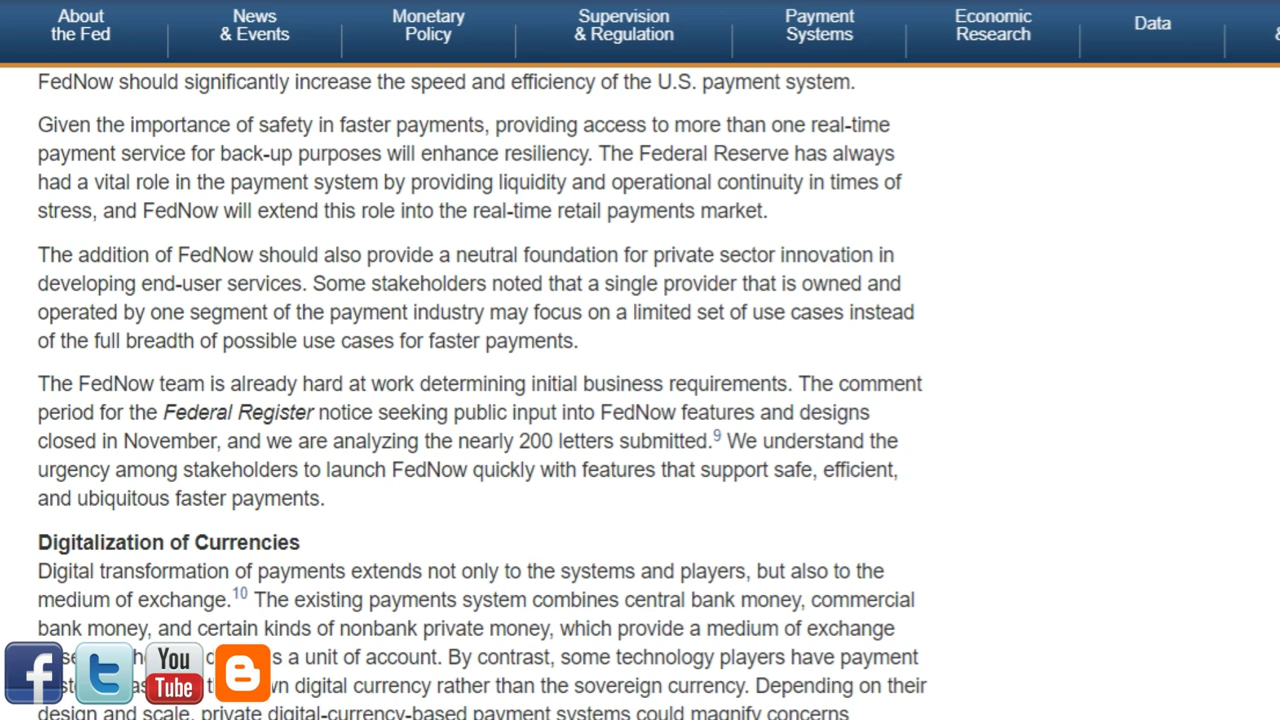 About the Fed
News & Events
Monetary Policy
Supervision & Regulation
Payment Systems
Economic Research
Data
&
FedNow should significantly increase the speed and efficiency of the U.S. payment system.
Given the importance of safety in faster payments, providing access to more than one real-time
payment service for back-up purposes will enhance resiliency. The Federal Reserve has always
had a vital role in the payment system by providing liquidity and operational continuity in times of
stress, and FedNow will extend this role into the real-time retail payments market.
The addition of FedNow should also provide a neutral foundation for private sector innovation in
developing end-user services. Some stakeholders noted that a single provider that is owned and
operated by one segment of the payment industry may focus on a limited set of use cases instead
of the full breadth of possible use cases for faster payments.
The FedNow team is already hard at work determining initial business requirements. The comment
period for the Federal Register notice seeking public input into FedNow features and designs
closed in November, and we are analyzing the nearly 200 letters submitted.9 We understand the
urgency among stakeholders to launch FedNow quickly with features that support safe, efficient,
and ubiquitous faster payments.
Digitalization of Currencies
Digital transformation of payments extends not only to the systems and players, but also to the
medium of exchange.10 The existing payments system combines central bank money, commercial
bank money, and certain kinds of nonbank private money, which provide a medium of exchange
s a unit of account. By contrast, some technology players have payment
digital currency rather than the sovereign currency. Depending on their
design and scale, private digital-currency-based payment systems could magnify concerns
f
t
You
Tube
B